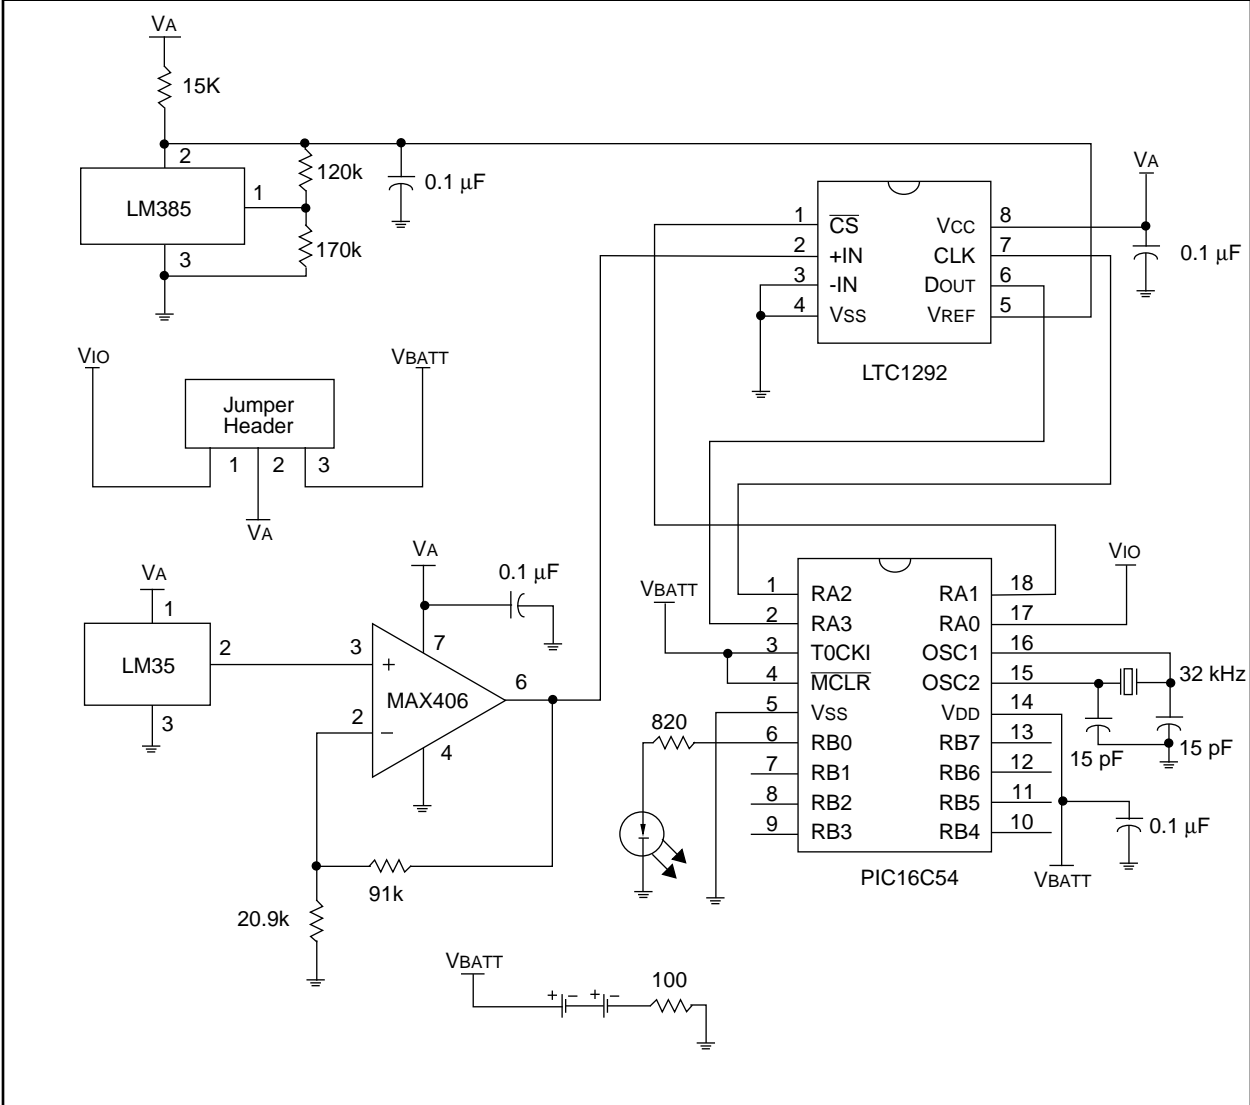 VA
15K
2
LM385
1
120k
170k
3
0.1 µF
VA
1
CS
VCC
8
2
+IN
CLK
7
3
-IN
DOUT
6
4
VSS
VREF
5
0.1 µF
LTC1292
VIO
VBATT
Jumper
Header
1
2
3
VA
VA
1
LM35
2
3
VA
0.1 µF
7
3
+
MAX406
6
2
–
4
91k
20.9k
VBATT
+
–
+
–
100
VBATT
VIO
1
RA2
RA1
18
2
RA3
RA0
17
3
T0CKI
OSC1
16
4
MCLR
OSC2
15
5
VSS
VDD
14
6
RB0
RB7
13
7
RB1
RB6
12
8
RB2
RB5
11
9
RB3
RB4
10
PIC16C54
820
32 kHz
15 pF
15 pF
0.1 µF
VBATT